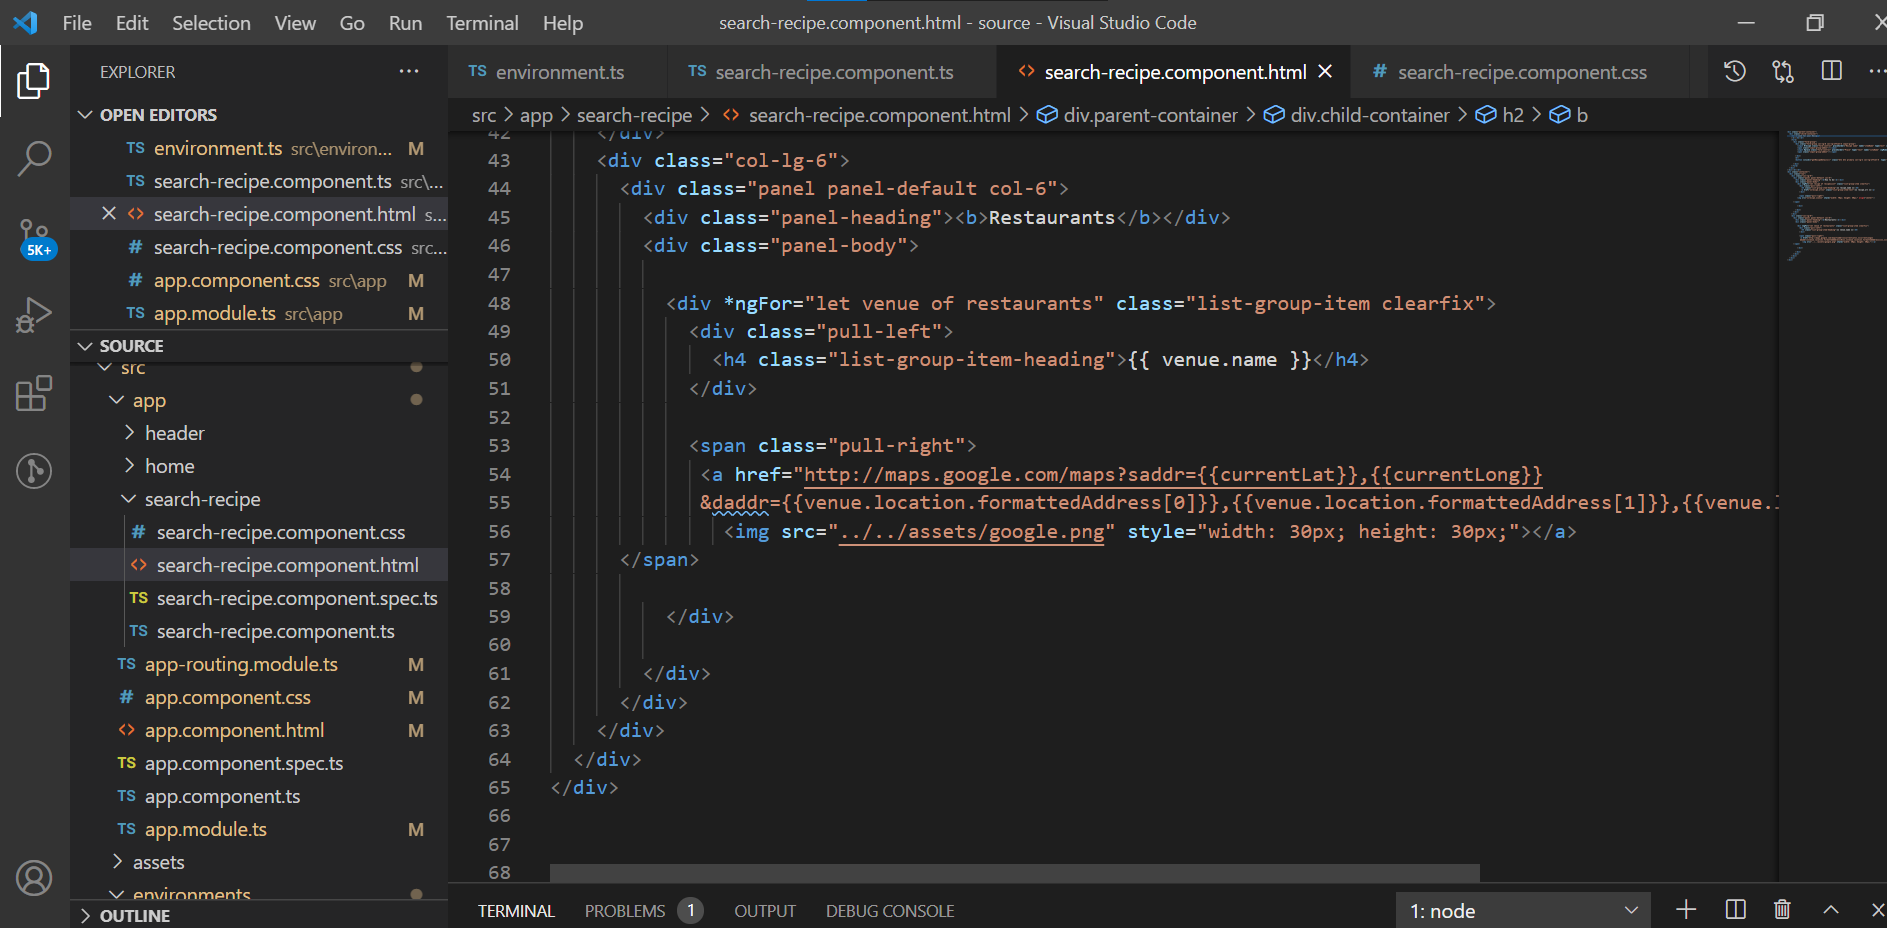 File Edit Selection View Go Run Terminal Help search-recipe.component.html - source - Visual Studio Code
EXPLORER
OPEN EDITORS
TS environment.ts src\environ... M
TS search-recipe.component.ts src\...
search-recipe.component.html s...
# search-recipe.component.css src...
# app.component.css src\app M
TS app.module.ts src\app M
5K+
SOURCE
src
app
header
home
search-recipe
# search-recipe.component.css
<> search-recipe.component.html
TS search-recipe.component.spec.ts
TS search-recipe.component.ts
TS app-routing.module.ts M
# app.component.css M
<> app.component.html M
TS app.component.spec.ts
TS app.component.ts
TS app.module.ts M
assets
environments
OUTLINE
TS environment.ts TS search-recipe.component.ts <> search-recipe.component.html # search-recipe.component.css
src > app > search-recipe > <> search-recipe.component.html > div.parent-container > div.child-container > h2 > b
42 </div>
43 <div class="col-lg-6">
44 <div class="panel panel-default col-6">
45 <div class="panel-heading"><b>Restaurants</b></div>
46 <div class="panel-body">
47
48 <div *ngFor="let venue of restaurants" class="list-group-item clearfix">
49 <div class="pull-left">
50 <h4 class="list-group-item-heading">{{ venue.name }}</h4>
51 </div>
52
53 <span class="pull-right">
54 <a href="http://maps.google.com/maps?saddr={{currentLat}},{{currentLong}}
55 &daddr={{venue.location.formattedAddress[0]}},{{venue.location.formattedAddress[1]}},{{venue.
56 <img src="../../assets/google.png" style="width: 30px; height: 30px;"></a>
57 </span>
58
59 </div>
60
61 </div>
62 </div>
63 </div>
64 </div>
65 </div>
66
67
68
TERMINAL PROBLEMS 1 OUTPUT DEBUG CONSOLE 1: node